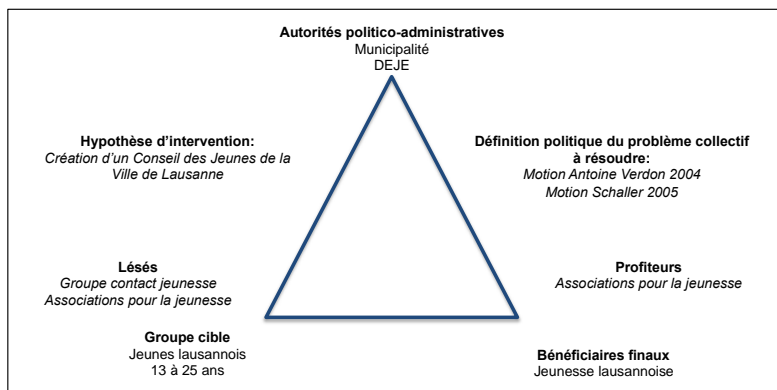 Autorités politico-administratives
Municipalité
DEJE
Hypothèse d'intervention:
Création d'un Conseil des Jeunes de la
Ville de Lausanne
Définition politique du problème collectif
à résoudre:
Motion Antoine Verdon 2004
Motion Schaller 2005
Lésés
Groupe contact jeunesse
Associations pour la jeunesse
Profiteurs
Associations pour la jeunesse
Groupe cible
Jeunes lausannois
13 à 25 ans
Bénéficiaires finaux
Jeunesse lausannoise